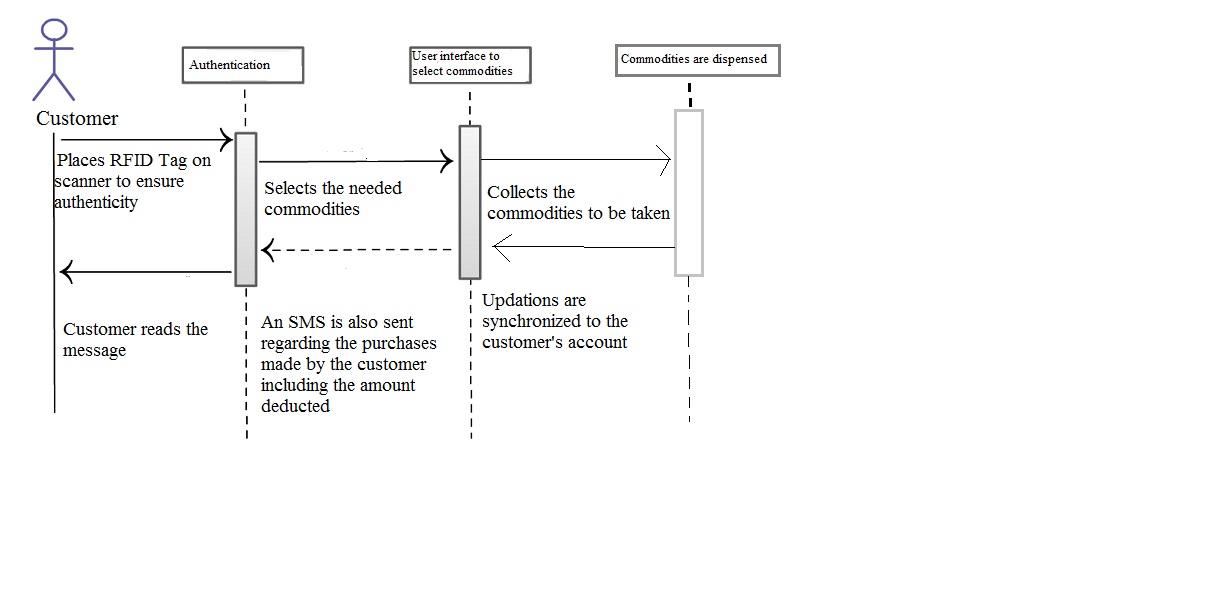 Authentication
User interface to
select commodities
Commodities are dispensed
Customer
Places RFID Tag on
scanner to ensure
authenticity
Selects the needed
commodities
Collects the
commodities to be taken
Customer reads the
message
An SMS is also sent
regarding the purchases
made by the customer
including the amount
deducted
Updations are
synchronized to the
customer's account